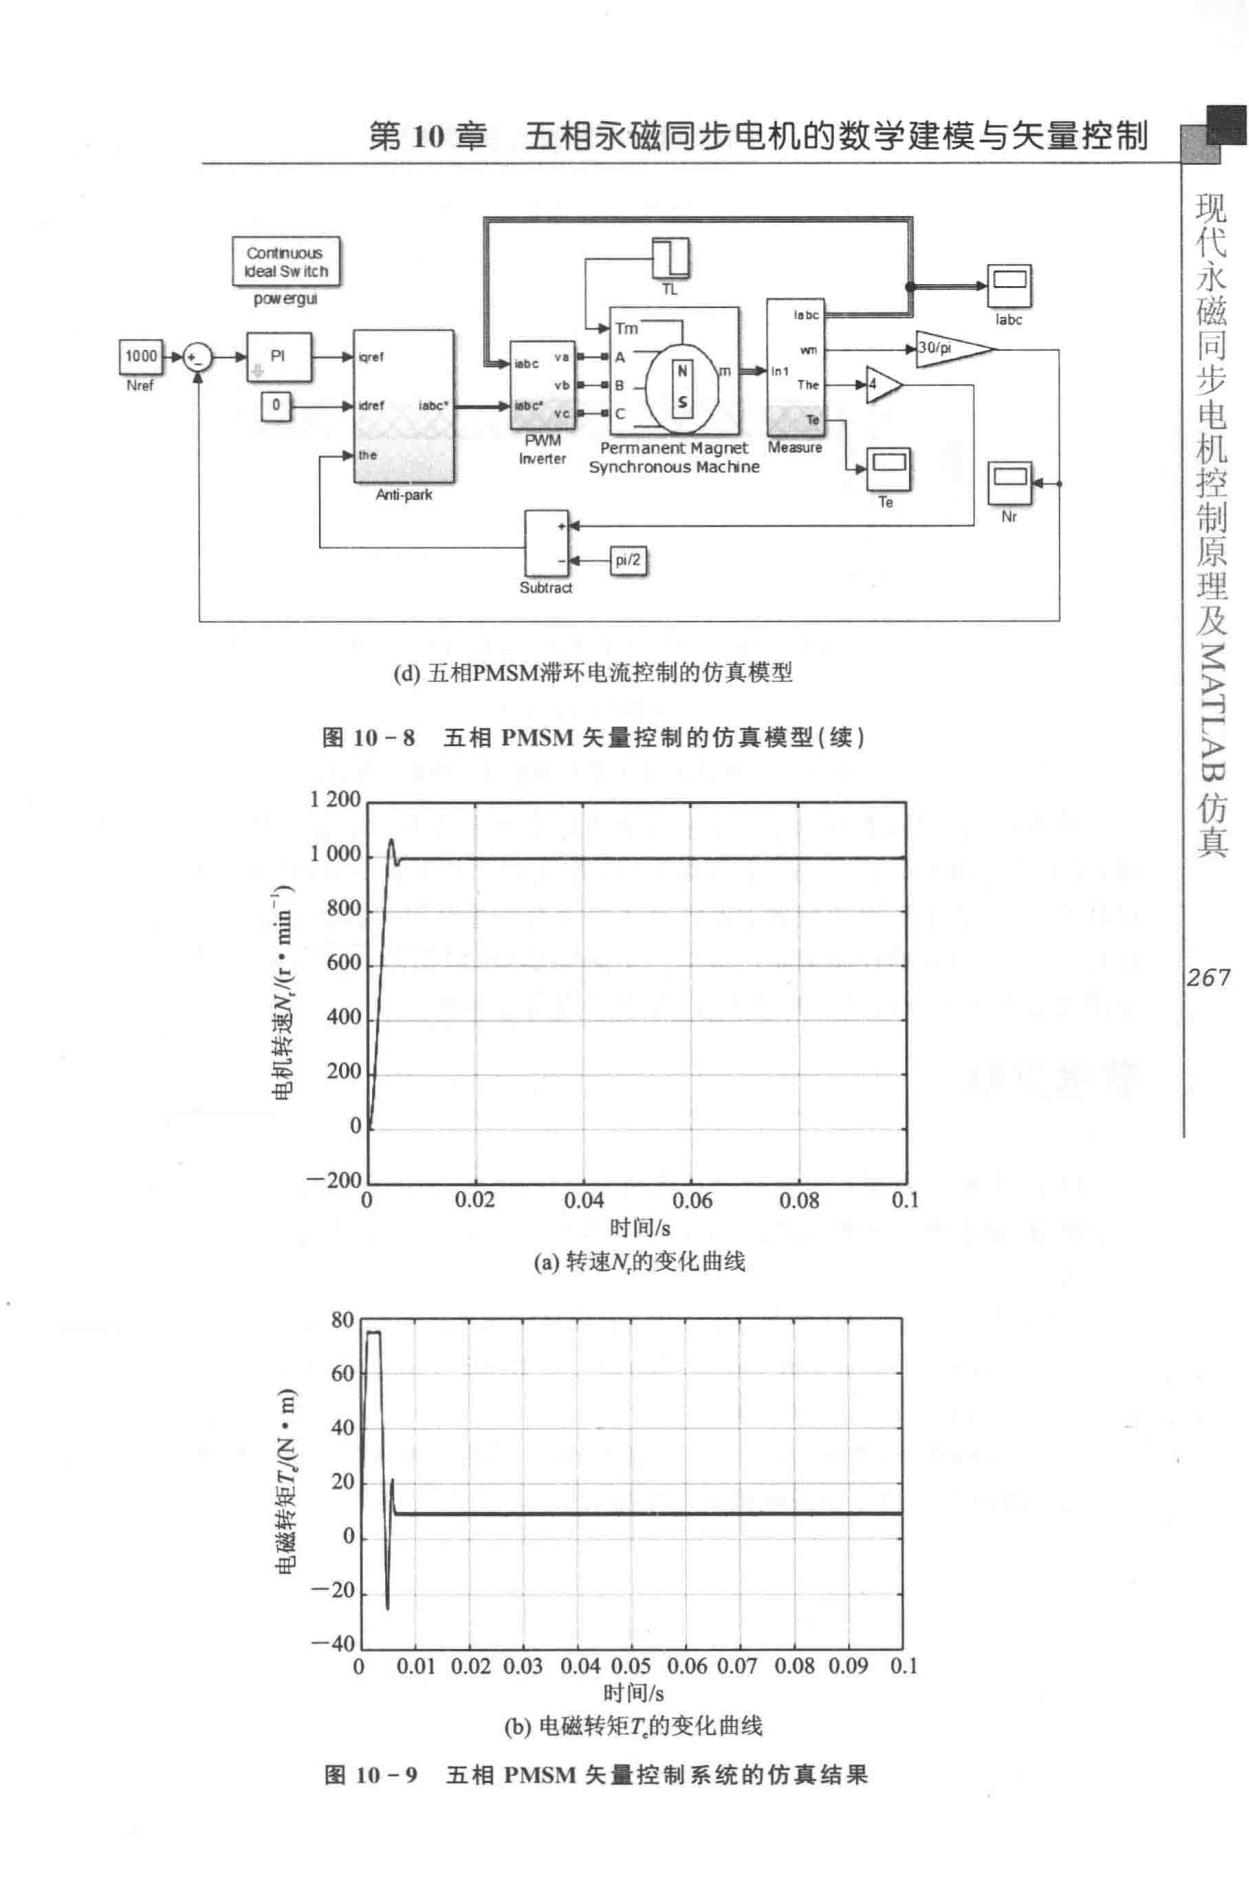 第 10 章 五相永磁同步电机的数学建模与矢量控制
现代永磁同步电机控制原理及MATLAB仿真
267
Continuous
Ideal Switch
powergui
TL
Iabc
1000
Nref
PI
0
iqref
idref
the
iabc*
Anti-park
iabc
iabc*
va
vb
vc
PWM
Inverter
Tm
A
B
C
N
S
m
Permanent Magnet
Synchronous Machine
In1
Iabc
wm
The
Te
Measure
30/pi
4
Te
Nr
+
−
pi/2
Subtract
(d) 五相PMSM滞环电流控制的仿真模型
图 10－8 五相 PMSM 矢量控制的仿真模型(续)
1 200
1 000
800
600
400
200
0
－200
电机转速Nr/(r·min⁻¹)
0 0.02 0.04 0.06 0.08 0.1
时间/s
(a) 转速Nr的变化曲线
80
60
40
20
0
－20
－40
电磁转矩Te/(N·m)
0 0.01 0.02 0.03 0.04 0.05 0.06 0.07 0.08 0.09 0.1
时间/s
(b) 电磁转矩Te的变化曲线
图 10－9 五相 PMSM 矢量控制系统的仿真结果